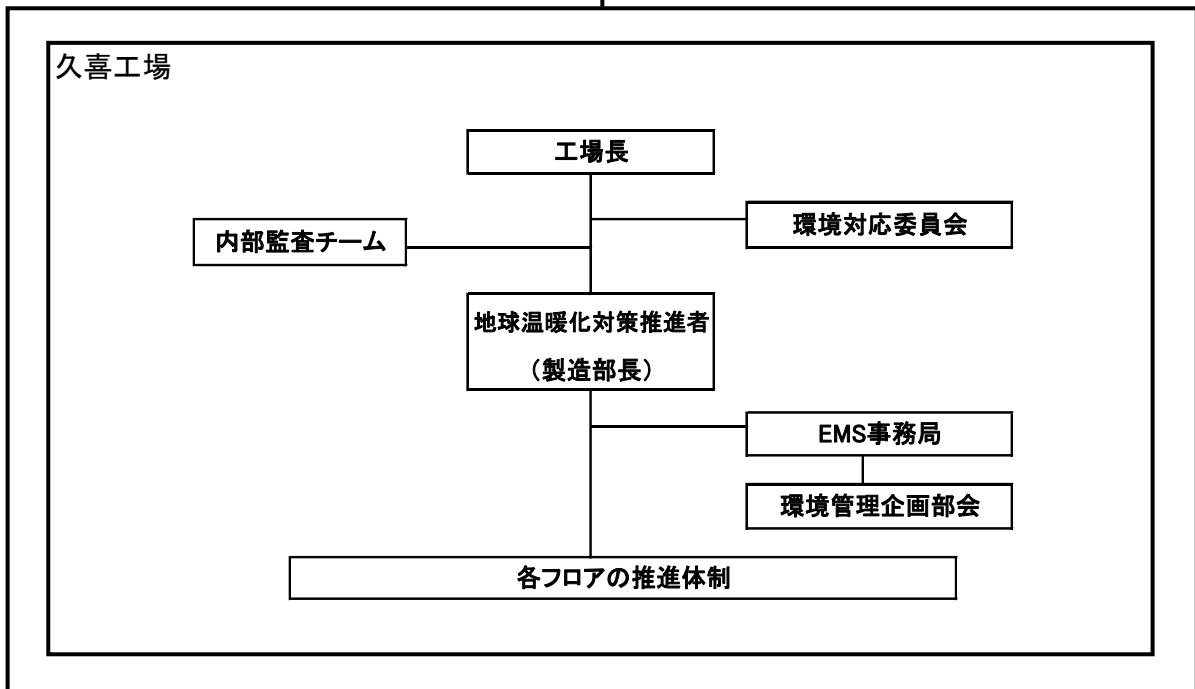 久喜工場
工場長
環境対応委員会
内部監査チーム
地球温暖化対策推進者
（製造部長）
EMS事務局
環境管理企画部会
各フロアの推進体制